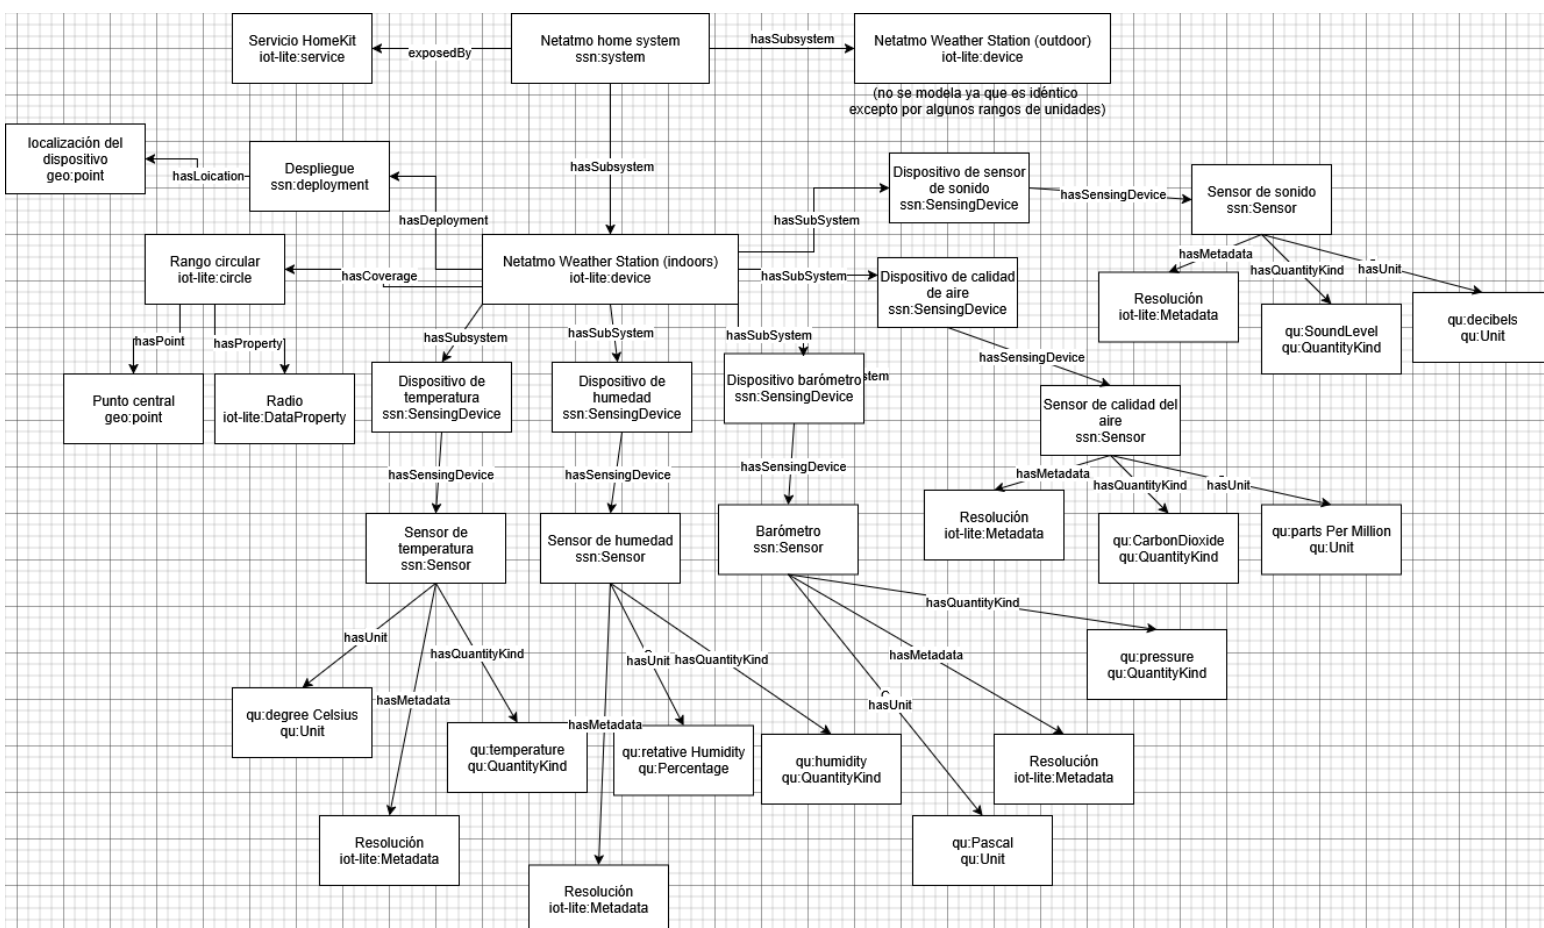 Servicio HomeKit
iot-lite:service
exposedBy
Netatmo home system
ssn:system
hasSubsystem
Netatmo Weather Station (outdoor)
iot-lite:device
(no se modela ya que es idéntico
excepto por algunos rangos de unidades)
localización del
dispositivo
geo:point
hasLoication
Despliegue
ssn:deployment
hasDeployment
hasSubsystem
Rango circular
iot-lite:circle
hasCoverage
Netatmo Weather Station (indoors)
iot-lite:device
hasSubSystem
Dispositivo de sensor
de sonido
ssn:SensingDevice
hasSensingDevice
Sensor de sonido
ssn:Sensor
hasMetadata
hasQuantityKind
hasUnit
Resolución
iot-lite:Metadata
qu:SoundLevel
qu:QuantityKind
qu:decibels
qu:Unit
hasSubSystem
Dispositivo de calidad
de aire
ssn:SensingDevice
hasSensingDevice
Sensor de calidad del
aire
ssn:Sensor
hasMetadata
hasQuantityKind
hasUnit
Resolución
iot-lite:Metadata
qu:CarbonDioxide
qu:QuantityKind
qu:parts Per Million
qu:Unit
hasPoint
hasProperty
Punto central
geo:point
Radio
iot-lite:DataProperty
hasSubsystem
hasSubSystem
hasSubSystem
Dispositivo de
temperatura
ssn:SensingDevice
Dispositivo de
humedad
ssn:SensingDevice
Dispositivo barómetro
ssn:SensingDevice
stem
hasSensingDevice
hasSensingDevice
hasSensingDevice
Sensor de
temperatura
ssn:Sensor
Sensor de humedad
ssn:Sensor
Barómetro
ssn:Sensor
hasUnit
hasMetadata
hasQuantityKind
hasUnit
hasQuantityKind
hasMetadata
hasQuantityKind
hasMetadata
hasUnit
qu:degree Celsius
qu:Unit
qu:temperature
qu:QuantityKind
qu:retative Humidity
qu:Percentage
qu:humidity
qu:QuantityKind
qu:pressure
qu:QuantityKind
Resolución
iot-lite:Metadata
Resolución
iot-lite:Metadata
Resolución
iot-lite:Metadata
qu:Pascal
qu:Unit